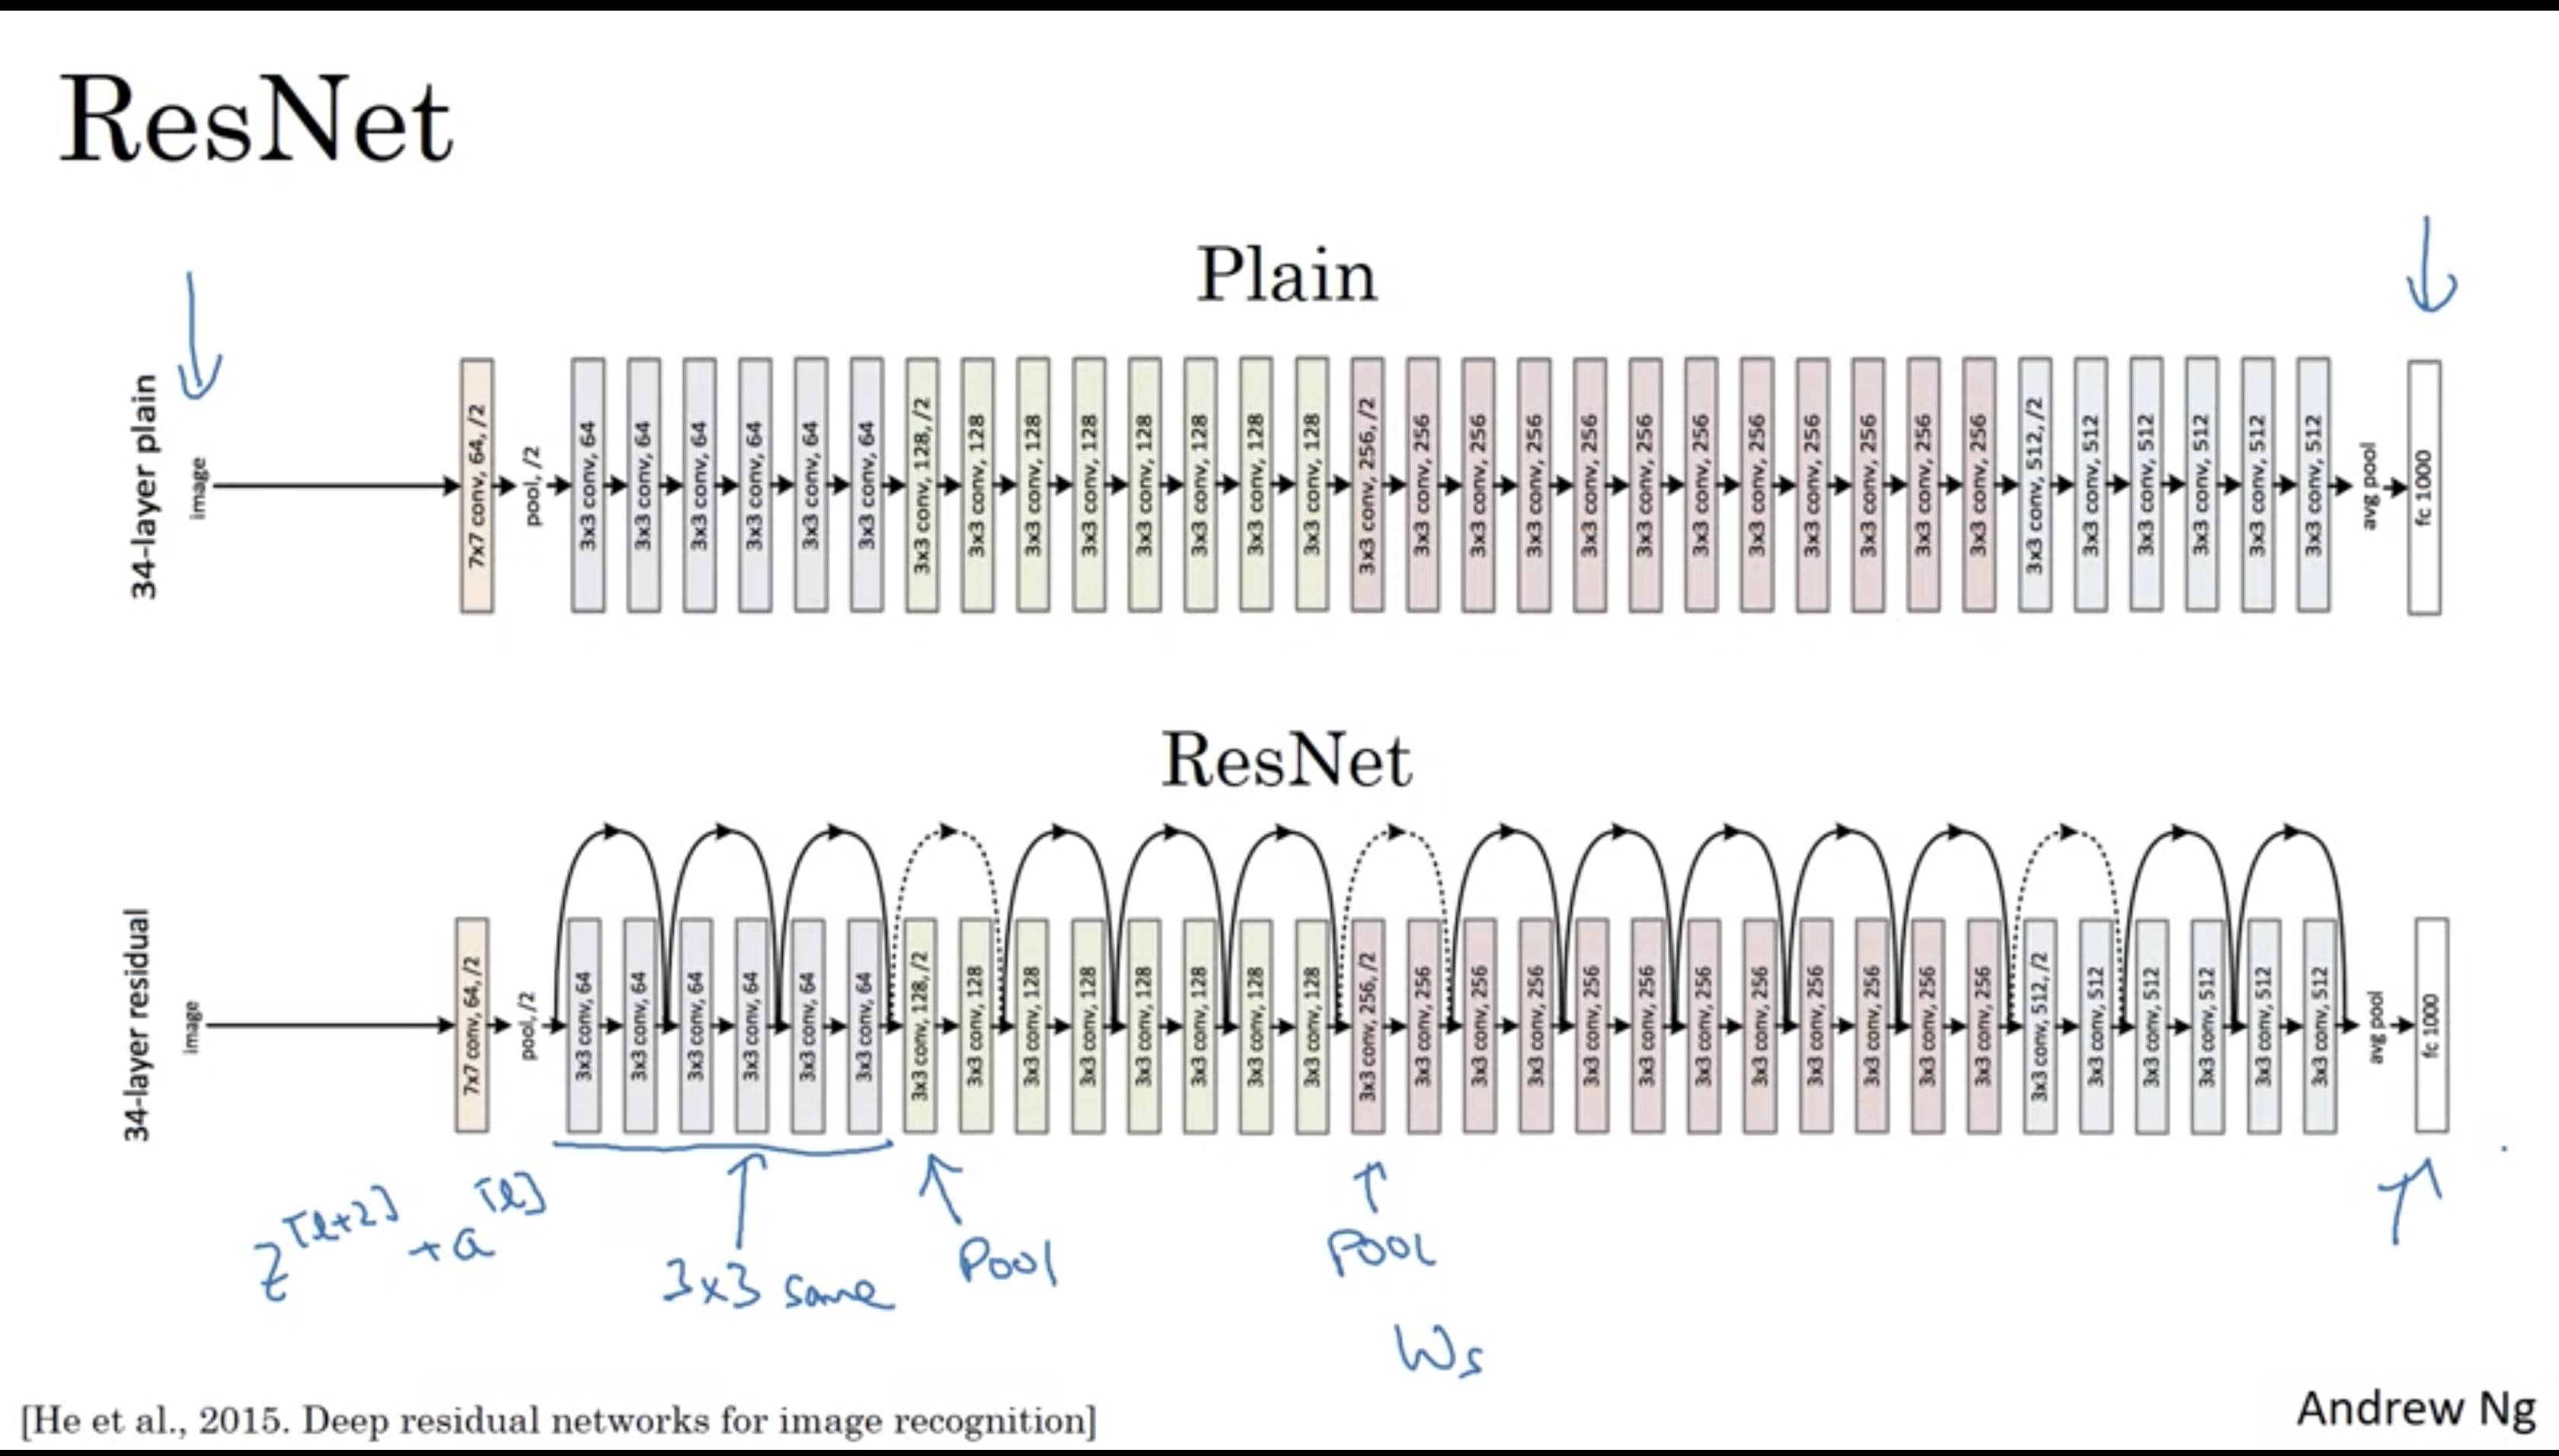 ResNet
Plain
34-layer plain
image
7x7 conv, 64, /2
pool, /2
3x3 conv, 64
3x3 conv, 64
3x3 conv, 64
3x3 conv, 64
3x3 conv, 64
3x3 conv, 64
3x3 conv, 128, /2
3x3 conv, 128
3x3 conv, 128
3x3 conv, 128
3x3 conv, 128
3x3 conv, 128
3x3 conv, 128
3x3 conv, 128
3x3 conv, 256, /2
3x3 conv, 256
3x3 conv, 256
3x3 conv, 256
3x3 conv, 256
3x3 conv, 256
3x3 conv, 256
3x3 conv, 256
3x3 conv, 256
3x3 conv, 256
3x3 conv, 256
3x3 conv, 256
3x3 conv, 512, /2
3x3 conv, 512
3x3 conv, 512
3x3 conv, 512
3x3 conv, 512
3x3 conv, 512
avg pool
fc 1000
ResNet
34-layer residual
image
7x7 conv, 64, /2
pool, /2
3x3 conv, 64
3x3 conv, 64
3x3 conv, 64
3x3 conv, 64
3x3 conv, 64
3x3 conv, 64
3x3 conv, 128, /2
3x3 conv, 128
3x3 conv, 128
3x3 conv, 128
3x3 conv, 128
3x3 conv, 128
3x3 conv, 128
3x3 conv, 128
3x3 conv, 256, /2
3x3 conv, 256
3x3 conv, 256
3x3 conv, 256
3x3 conv, 256
3x3 conv, 256
3x3 conv, 256
3x3 conv, 256
3x3 conv, 256
3x3 conv, 256
3x3 conv, 256
3x3 conv, 256
3x3 conv, 512, /2
3x3 conv, 512
3x3 conv, 512
3x3 conv, 512
3x3 conv, 512
3x3 conv, 512
avg pool
fc 1000
z[l+2] + a[l]
3x3 same
Pool
Pool
Ws
[He et al., 2015. Deep residual networks for image recognition]
Andrew Ng